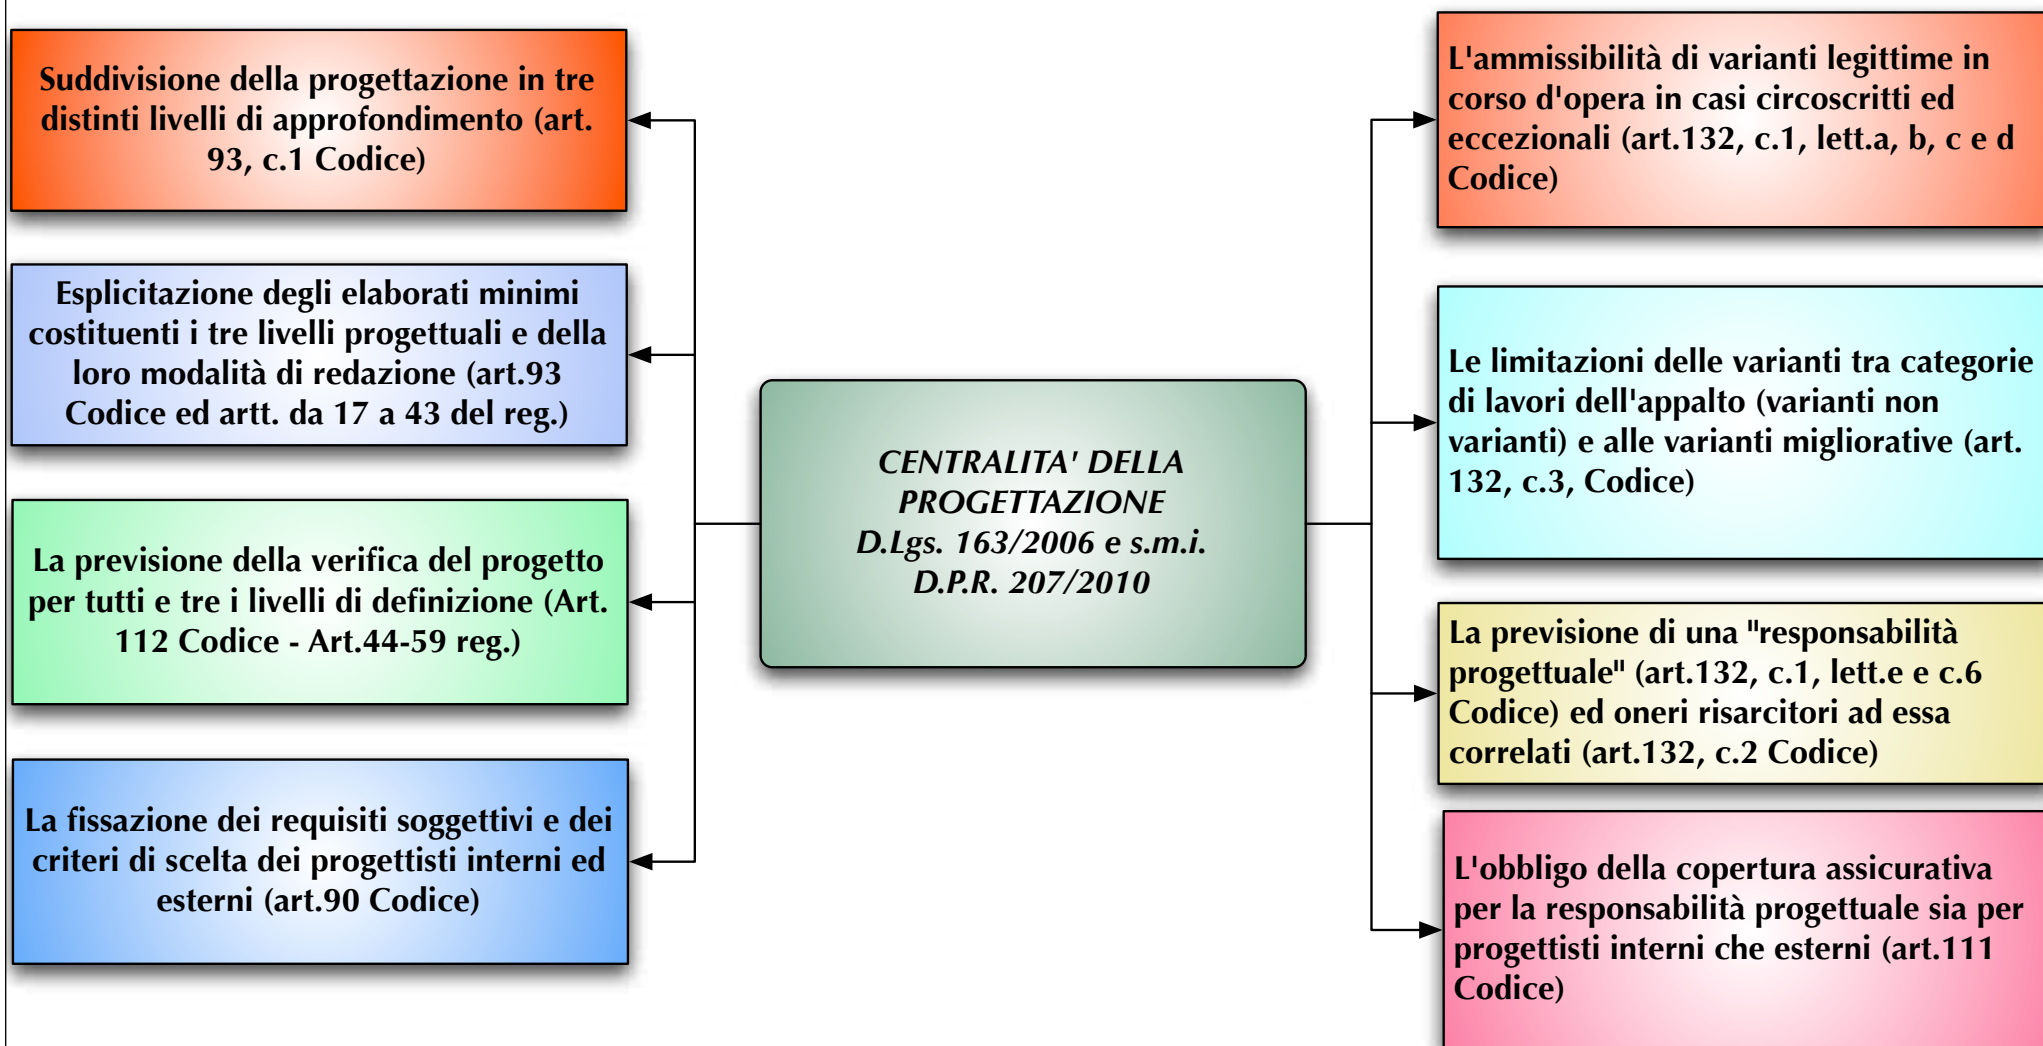 Suddivisione della progettazione in tre
distinti livelli di approfondimento (art.
93, c.1 Codice)
Esplicitazione degli elaborati minimi
costituenti i tre livelli progettuali e della
loro modalità di redazione (art.93
Codice ed artt. da 17 a 43 del reg.)
La previsione della verifica del progetto
per tutti e tre i livelli di definizione (Art.
112 Codice - Art.44-59 reg.)
La fissazione dei requisiti soggettivi e dei
criteri di scelta dei progettisti interni ed
esterni (art.90 Codice)
CENTRALITA' DELLA
PROGETTAZIONE
D.Lgs. 163/2006 e s.m.i.
D.P.R. 207/2010
L'ammissibilità di varianti legittime in
corso d'opera in casi circoscritti ed
eccezionali (art.132, c.1, lett.a, b, c e d
Codice)
Le limitazioni delle varianti tra categorie
di lavori dell'appalto (varianti non
varianti) e alle varianti migliorative (art.
132, c.3, Codice)
La previsione di una "responsabilità
progettuale" (art.132, c.1, lett.e e c.6
Codice) ed oneri risarcitori ad essa
correlati (art.132, c.2 Codice)
L'obbligo della copertura assicurativa
per la responsabilità progettuale sia per
progettisti interni che esterni (art.111
Codice)